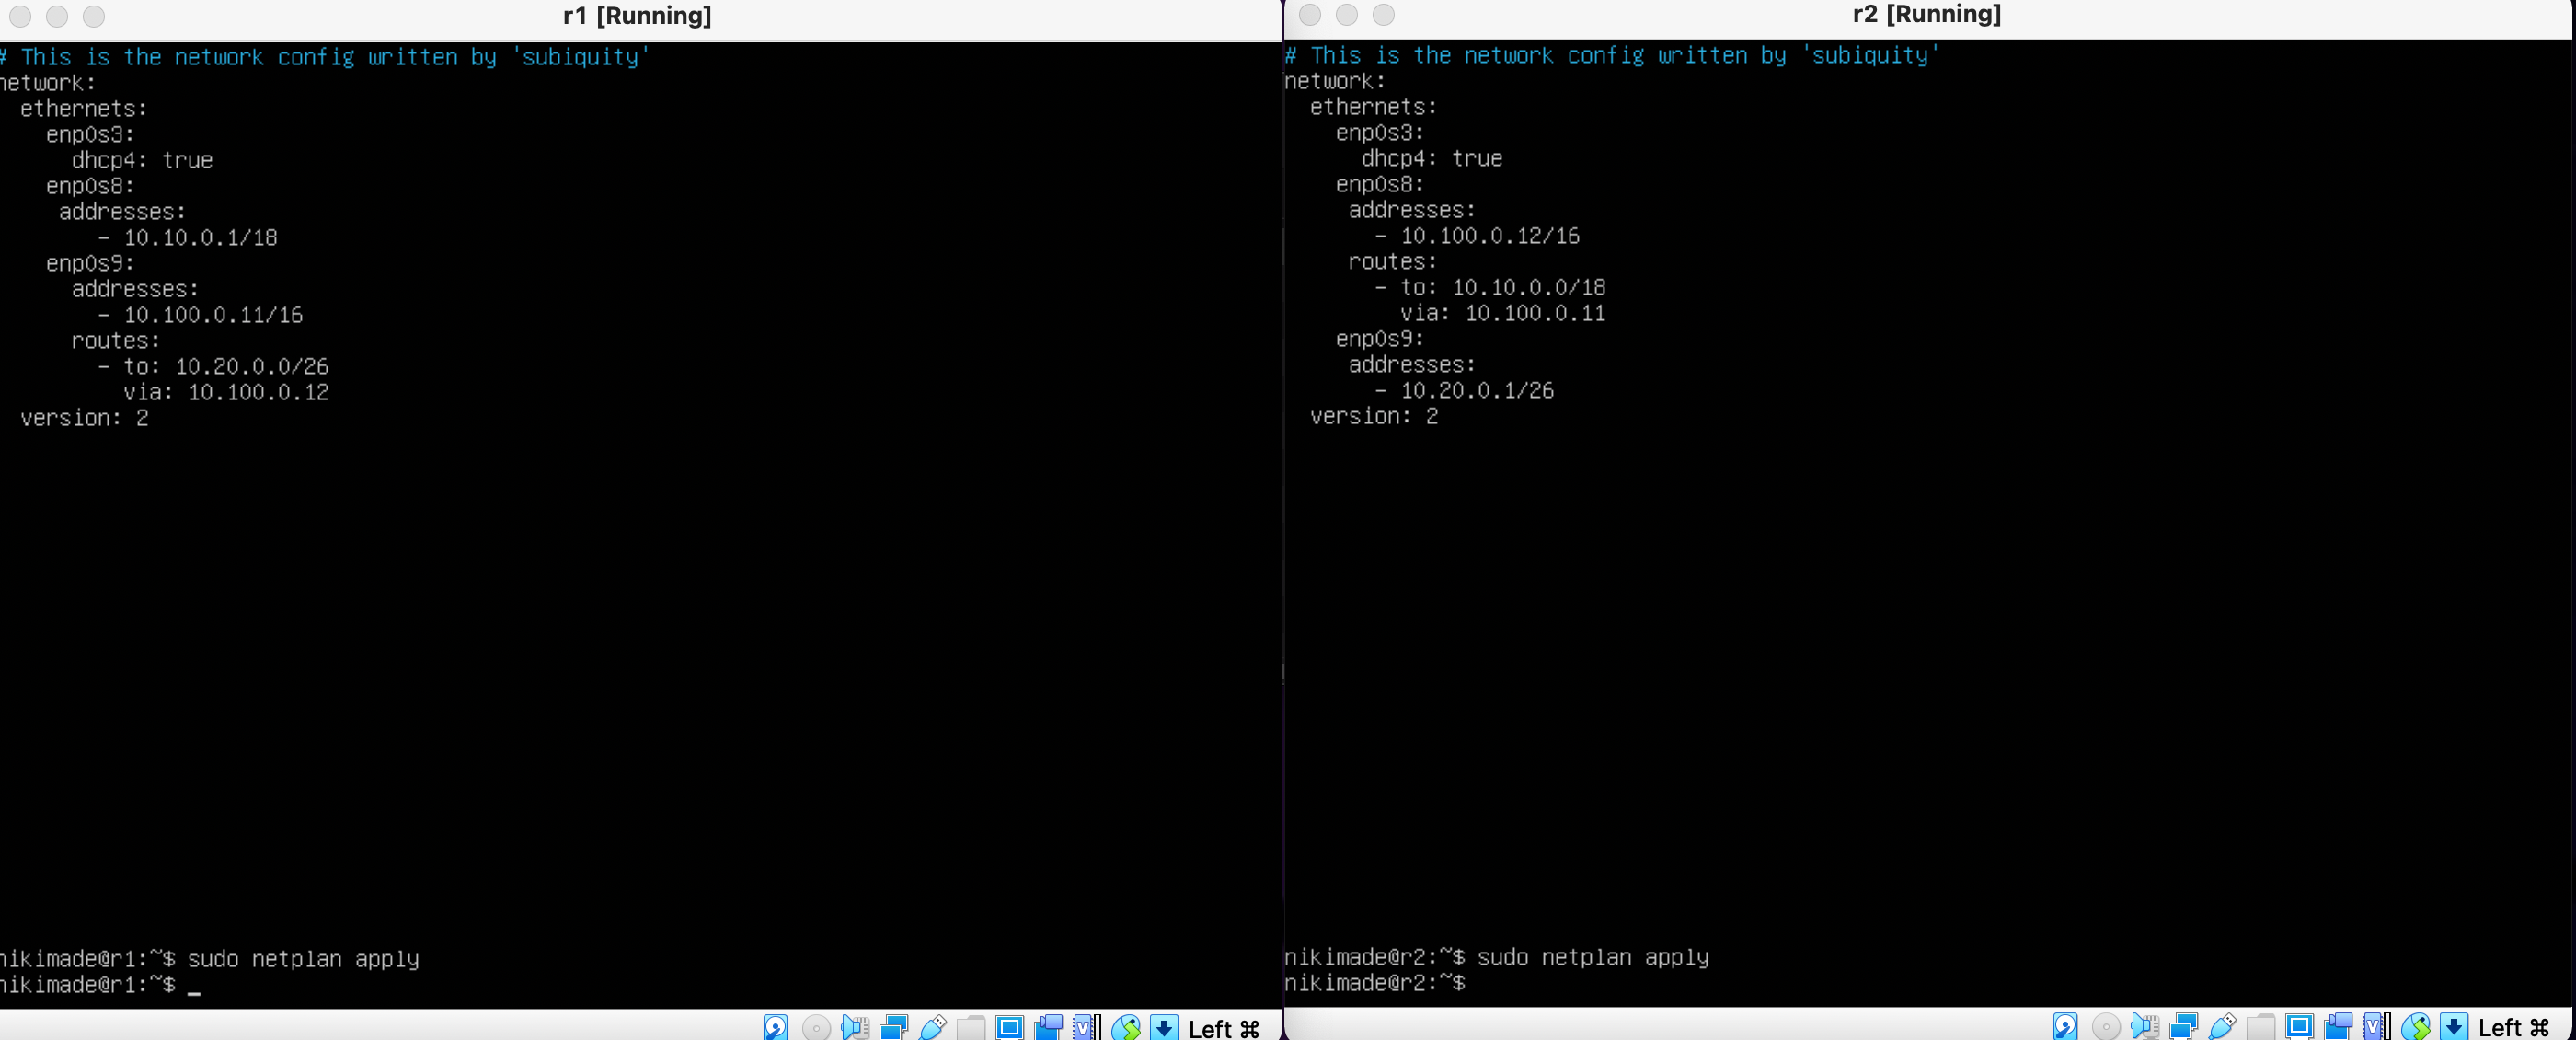 r1 [Running]
# This is the network config written by 'subiquity'
network:
  ethernets:
    enp0s3:
      dhcp4: true
    enp0s8:
     addresses:
        - 10.10.0.1/18
    enp0s9:
      addresses:
        - 10.100.0.11/16
      routes:
        - to: 10.20.0.0/26
          via: 10.100.0.12
  version: 2
nikimade@r1:~$ sudo netplan apply
nikimade@r1:~$ _
Left ⌘
r2 [Running]
# This is the network config written by 'subiquity'
network:
  ethernets:
    enp0s3:
      dhcp4: true
    enp0s8:
     addresses:
       - 10.100.0.12/16
     routes:
       - to: 10.10.0.0/18
         via: 10.100.0.11
    enp0s9:
     addresses:
       - 10.20.0.1/26
  version: 2
nikimade@r2:~$ sudo netplan apply
nikimade@r2:~$
Left ⌘